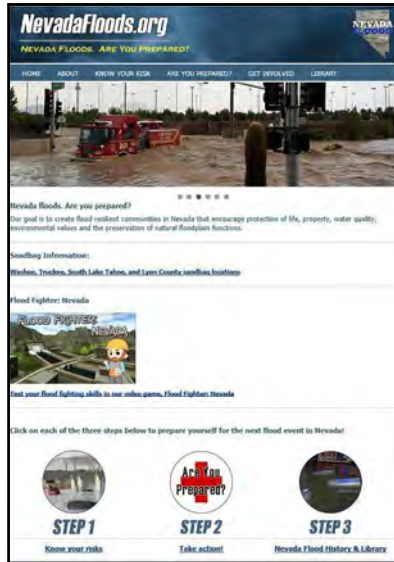 NevadaFloods.org
NEVADA FLOODS. ARE YOU PREPARED?
NEVADA
FLOODS
HOME ABOUT KNOW YOUR RISK ARE YOU PREPARED? GET INVOLVED LIBRARY
Nevada floods. Are you prepared?
Our goal is to create flood resilient communities in Nevada that encourage protection of life, property, water quality,
environmental values and the preservation of natural floodplain functions.
Sandbag Information:
Washoe, Truckee, South Lake Tahoe, and Lyon County sandbag locations
Flood Fighter: Nevada
FLOOD FIGHTER:
NEVADA
Test your flood fighting skills in our video game, Flood Fighter: Nevada
Click on each of the three steps below to prepare yourself for the next flood event in Nevada!
Are You
Prepared?
STEP 1 STEP 2 STEP 3
Know your risks Take action! Nevada Flood History & Library